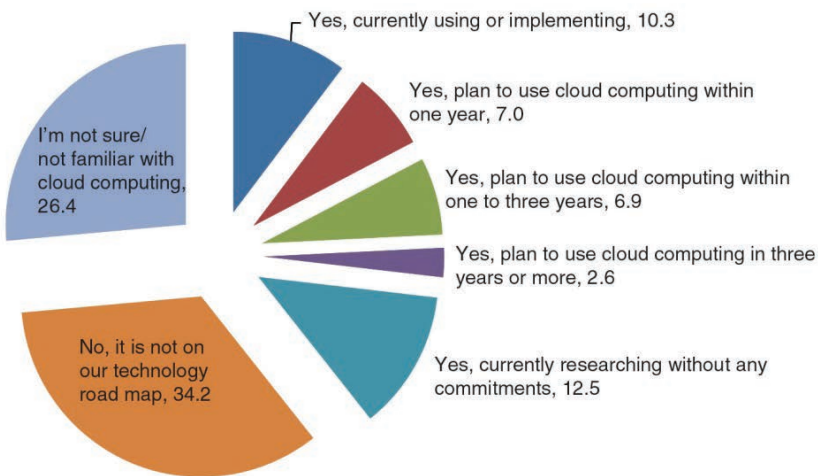 Yes, currently using or implementing, 10.3
Yes, plan to use cloud computing within
one year, 7.0
Yes, plan to use cloud computing within
one to three years, 6.9
Yes, plan to use cloud computing in three
years or more, 2.6
Yes, currently researching without any
commitments, 12.5
No, it is not on
our technology
road map, 34.2
I'm not sure/
not familiar with
cloud computing,
26.4